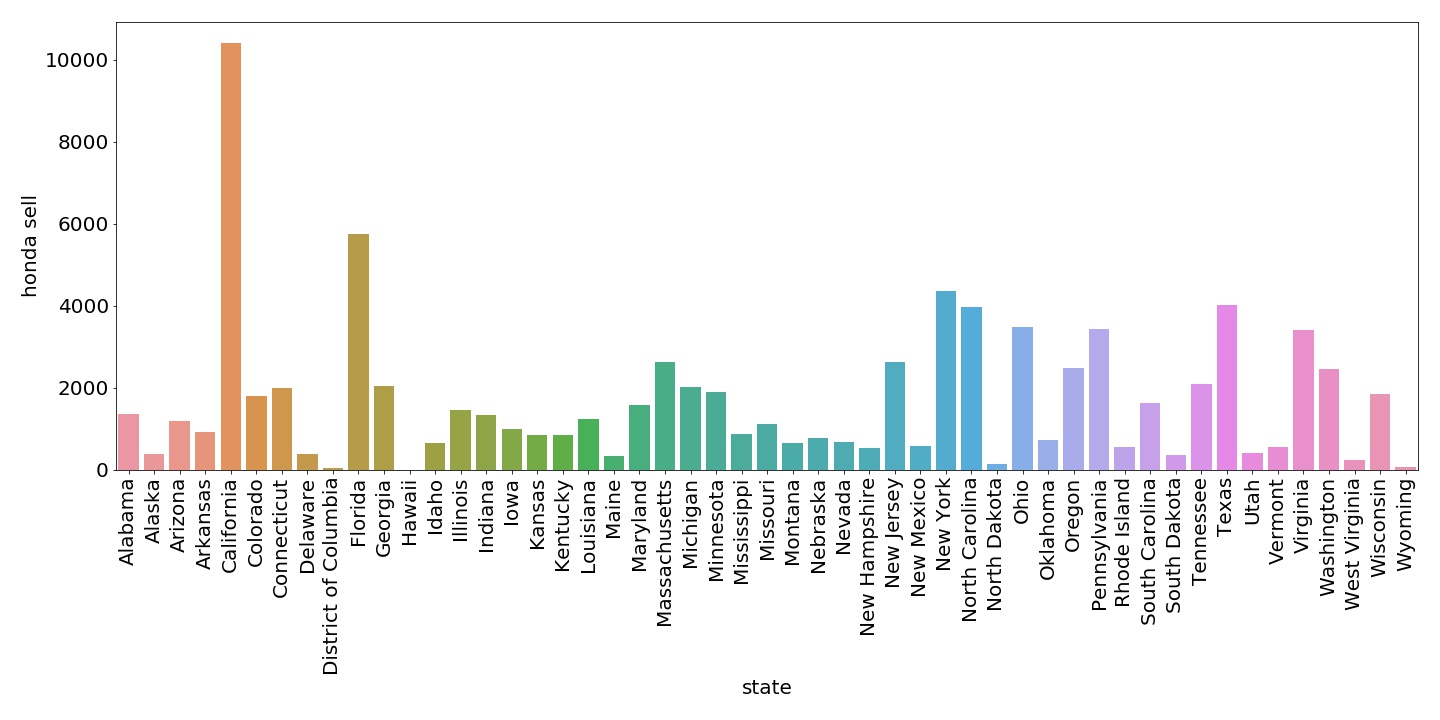 10000
8000
6000
4000
2000
0
honda sell
Alabama
Alaska
Arizona
Arkansas
California
Colorado
Connecticut
Delaware
District of Columbia
Florida
Georgia
Hawaii
Idaho
Illinois
Indiana
Iowa
Kansas
Kentucky
Louisiana
Maine
Maryland
Massachusetts
Michigan
Minnesota
Mississippi
Missouri
Montana
Nebraska
Nevada
New Hampshire
New Jersey
New Mexico
New York
North Carolina
North Dakota
Ohio
Oklahoma
Oregon
Pennsylvania
Rhode Island
South Carolina
South Dakota
Tennessee
Texas
Utah
Vermont
Virginia
Washington
West Virginia
Wisconsin
Wyoming
state